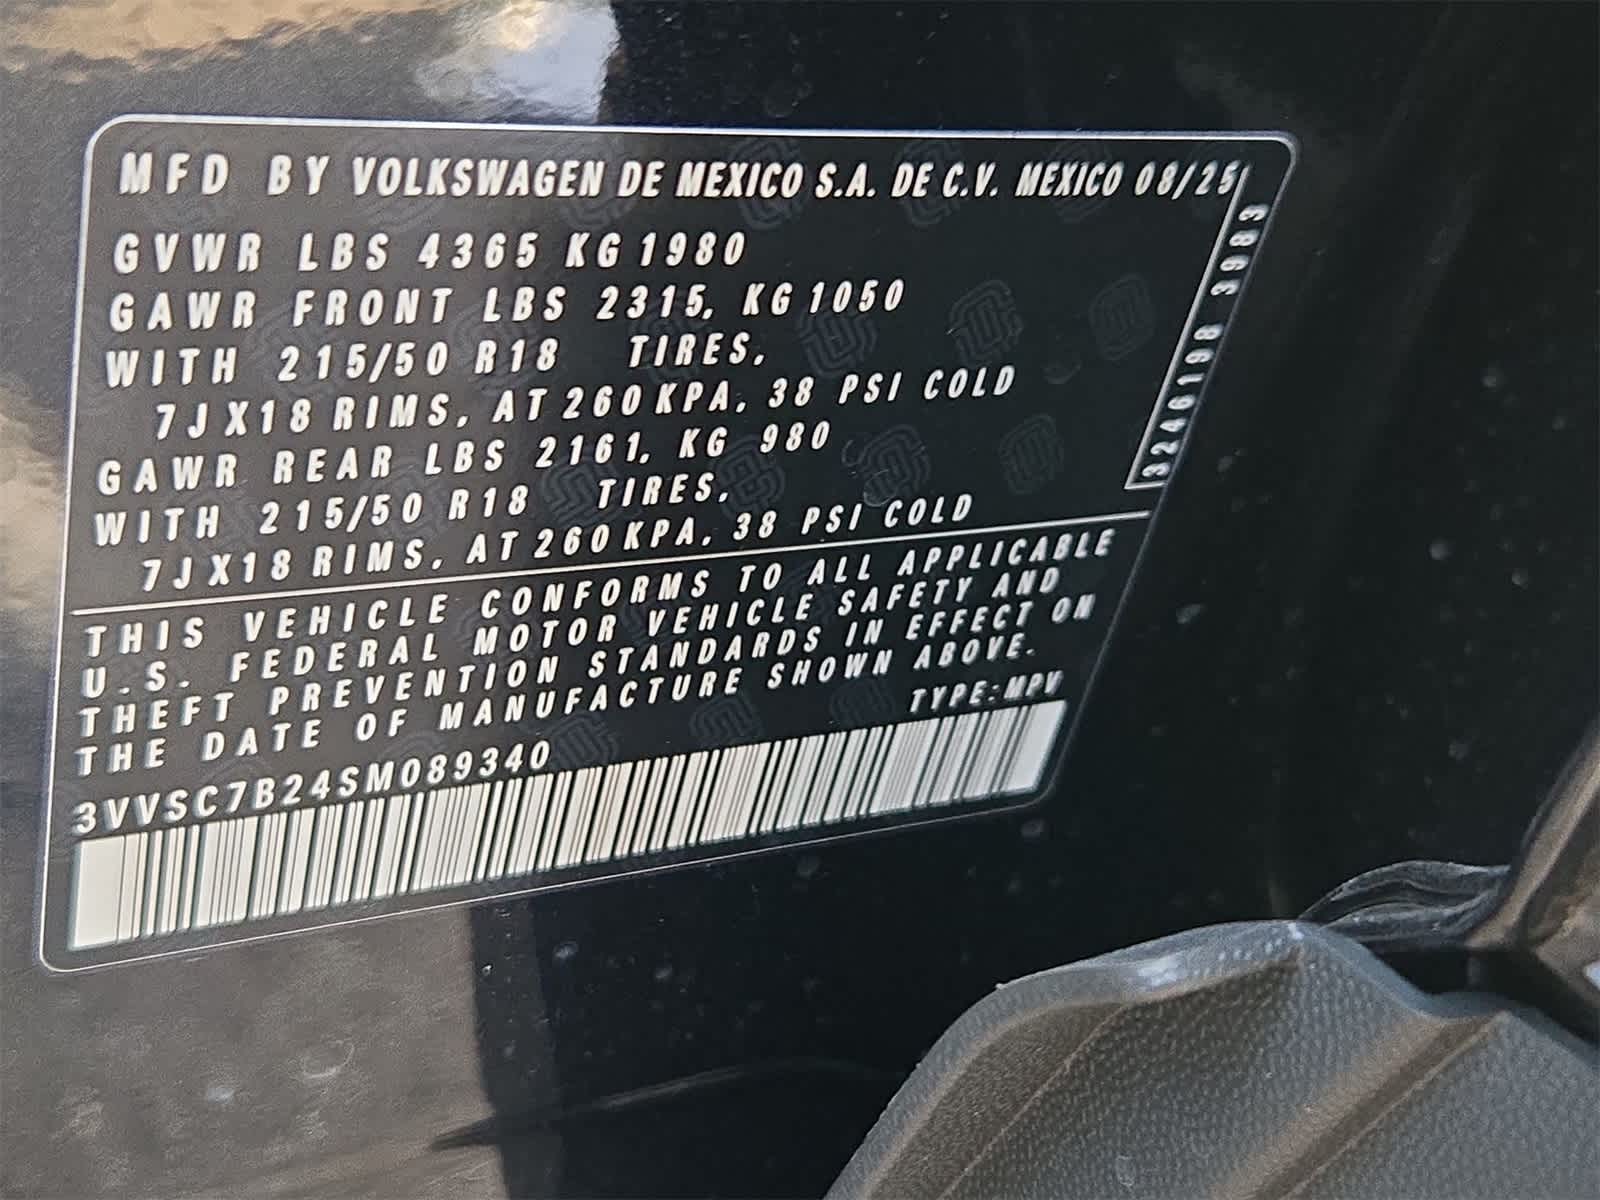 MFD BY VOLKSWAGEN DE MEXICO S.A. DE C.V. MEXICO 08/25
GVWR LBS 4365 KG 1980
GAWR FRONT LBS 2315, KG 1050
WITH 215/50 R18 TIRES,
7JX18 RIMS, AT 260 KPA, 38 PSI COLD
GAWR REAR LBS 2161, KG 980
WITH 215/50 R18 TIRES,
7JX18 RIMS, AT 260 KPA, 38 PSI COLD
THIS VEHICLE CONFORMS TO ALL APPLICABLE
U.S. FEDERAL MOTOR VEHICLE SAFETY AND
THEFT PREVENTION STANDARDS IN EFFECT ON
THE DATE OF MANUFACTURE SHOWN ABOVE.
TYPE:MPV
3VVSC7B24SM089340
3246198 3983